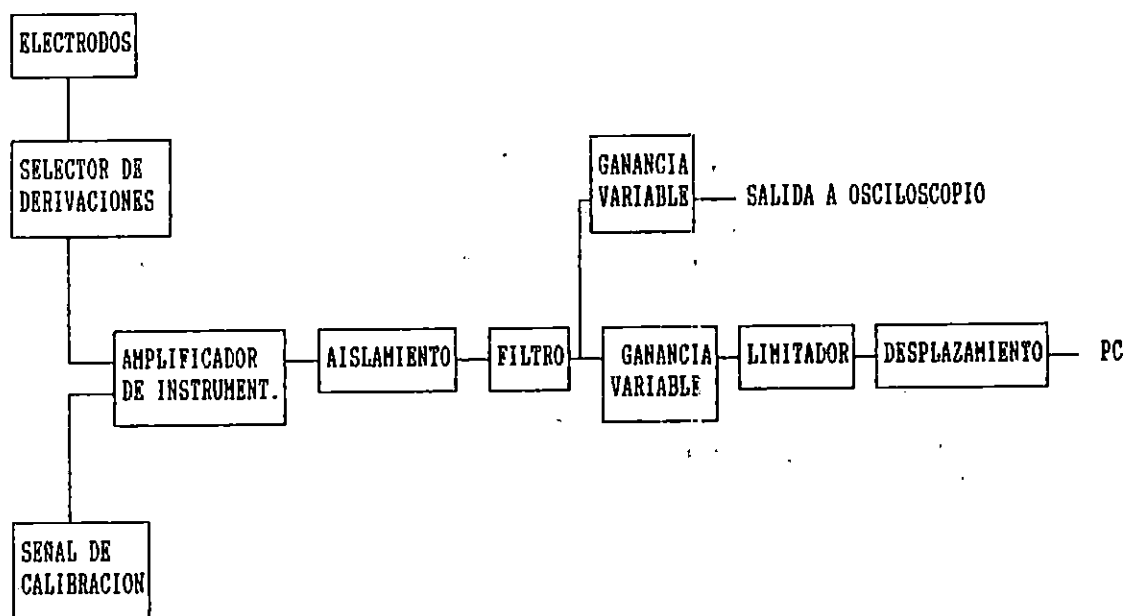 ELECTRODOS
SELECTOR DE
DERIVACIONES
GANANCIA
VARIABLE
SALIDA A OSCILOSCOPIO
AMPLIFICADOR
DE INSTRUMENT.
AISLAMIENTO
FILTRO
GANANCIA
VARIABLE
LIMITADOR
DESPLAZAMIENTO
PC
SEÑAL DE
CALIBRACION